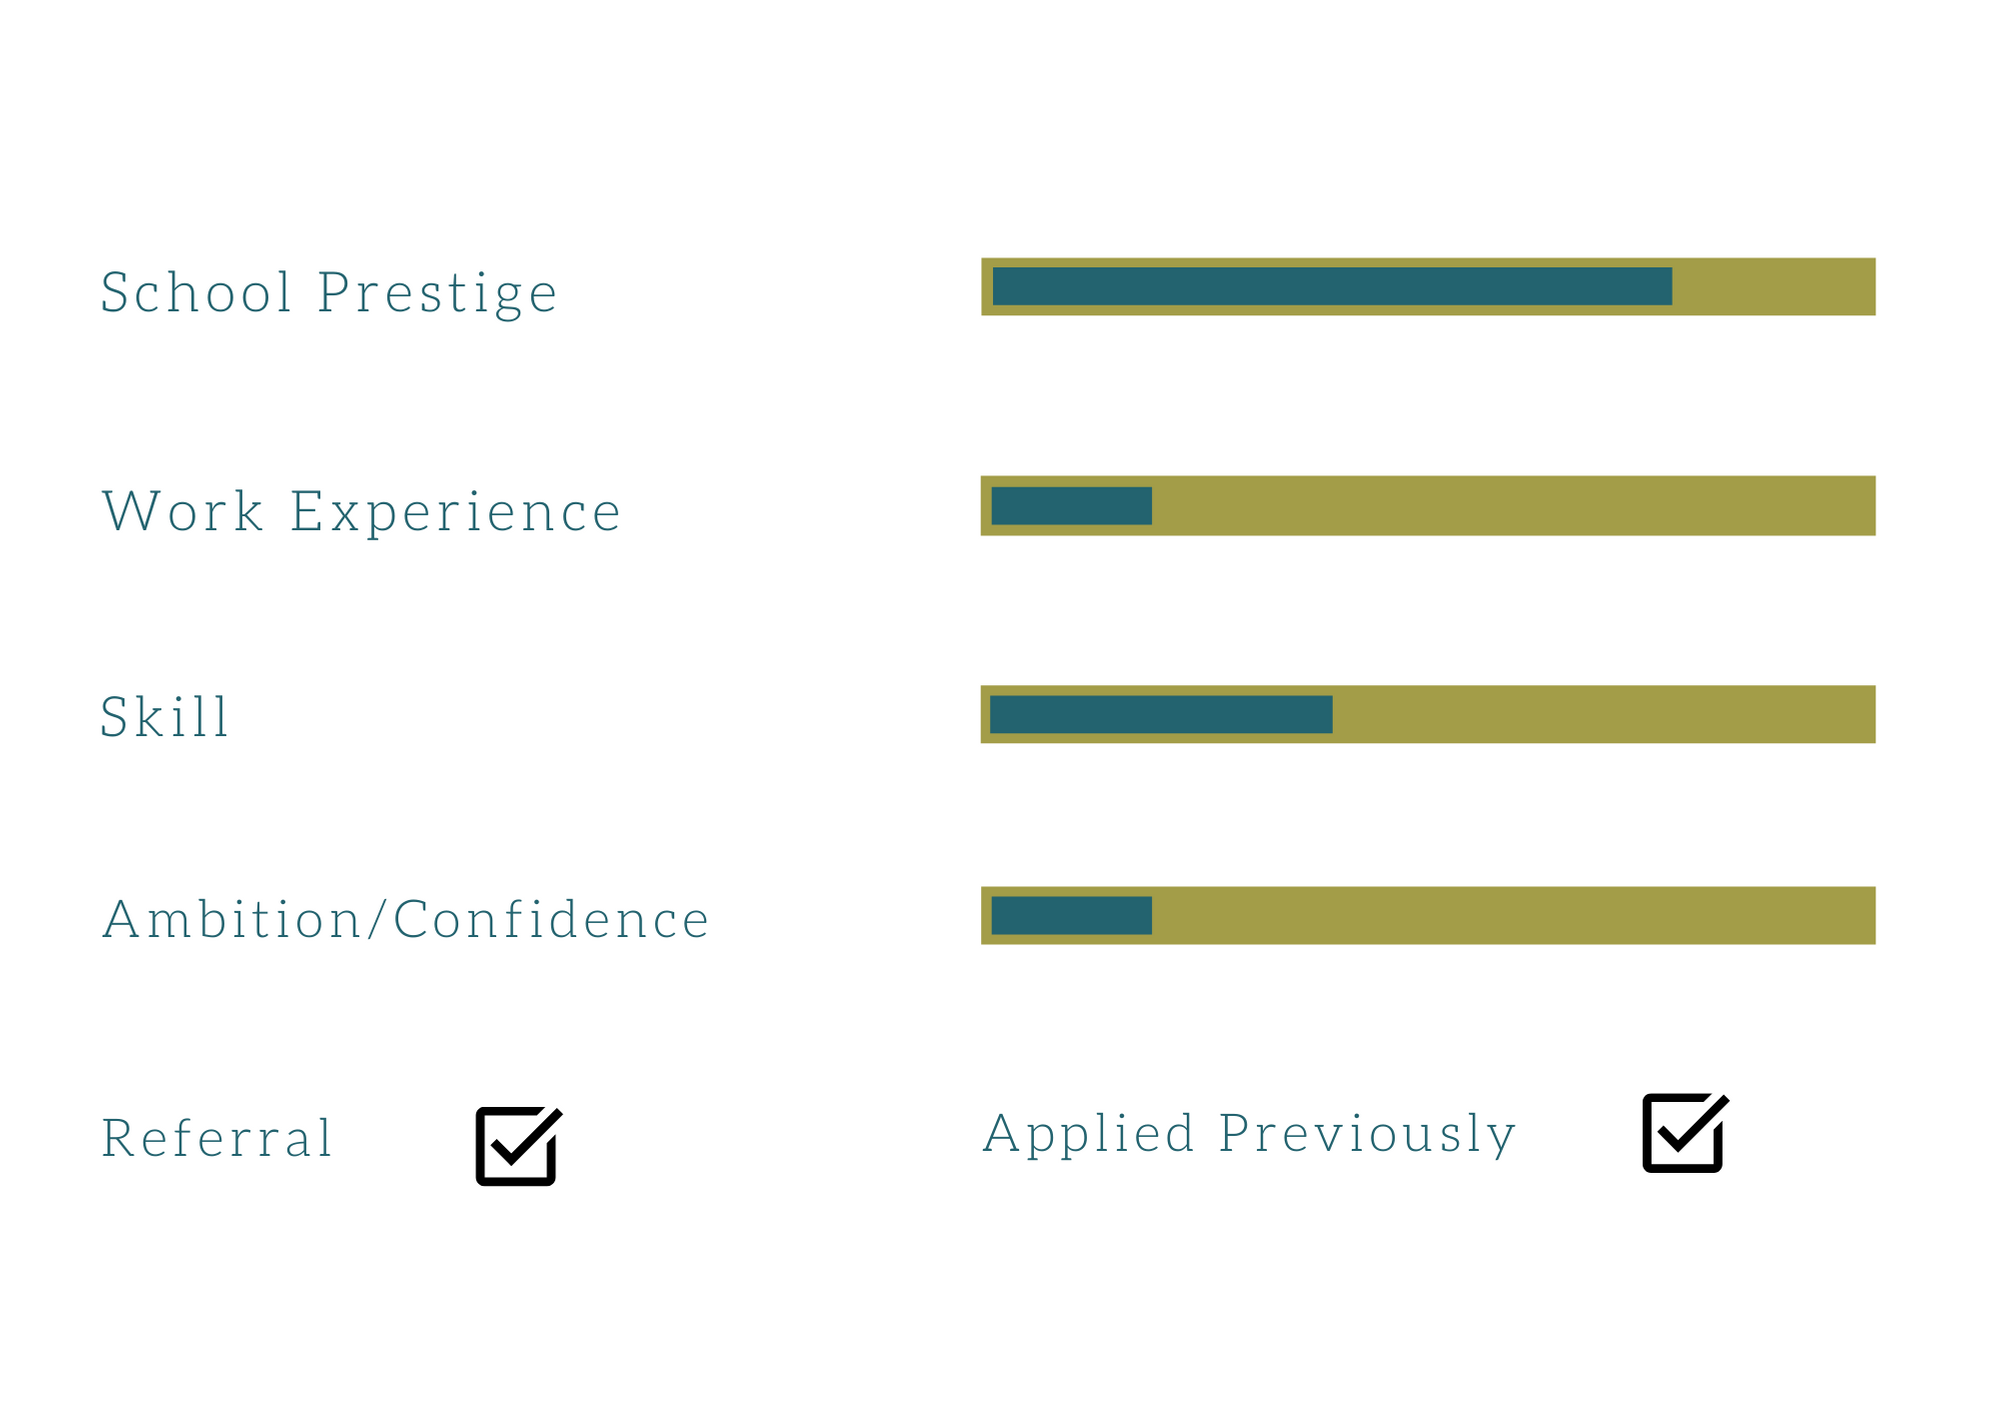 School Prestige
Work Experience
Skill
Ambition/Confidence
Referral
Applied Previously